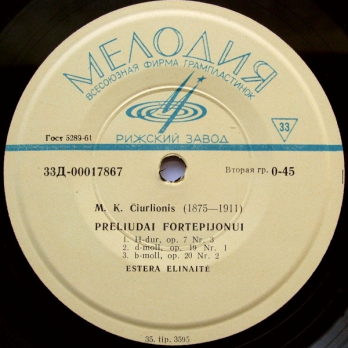 МЕЛОДИЯ
ВСЕСОЮЗНАЯ ФИРМА ГРАМПЛАСТИНОК
Гост 5289-61
РИЖСКИЙ ЗАВОД
33
33Д-00017867
Вторая гр. 0-45
M. K. Ciurlionis (1875—1911)
PRELIUDAI FORTEPIJONUI
1. H-dur, op. 7 Nr. 3
2. d-moll, op. 19 Nr. 1
3. b-moll, op. 20 Nr. 2
ESTERA ELINAITĖ
35. tip. 3595